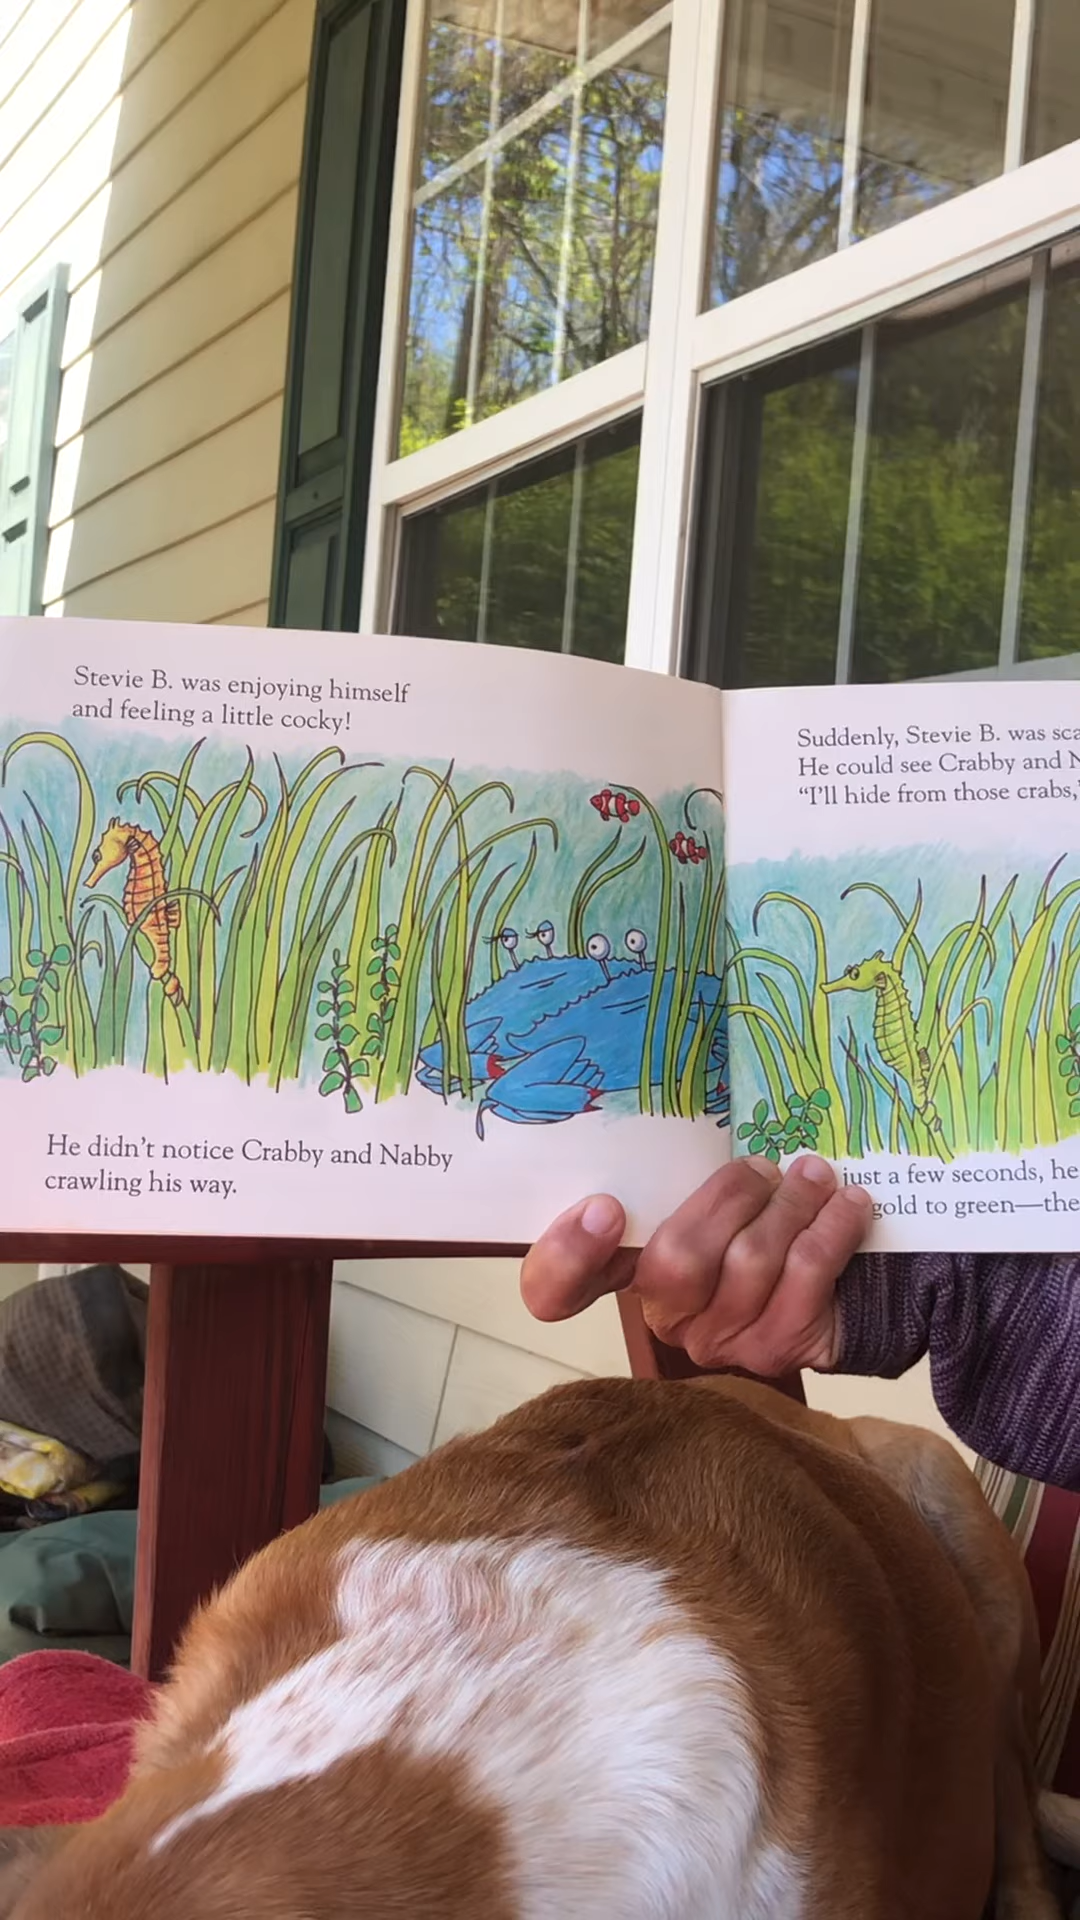 Stevie B. was enjoying himself
and feeling a little cocky!
He didn't notice Crabby and Nabby
crawling his way.
Suddenly, Stevie B. was
He could see Crabby and
“I'll hide from those crabs,
just a few seconds, he
gold to green—the